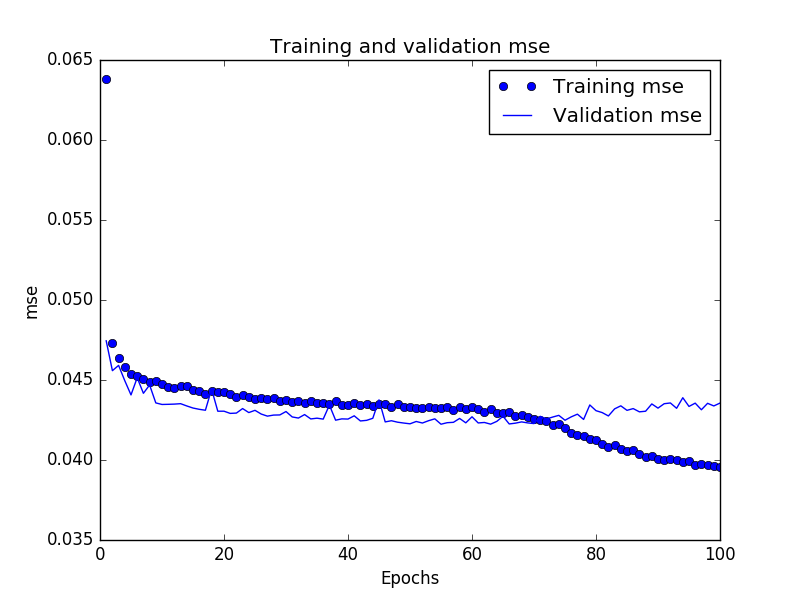 Training and validation mse
0.065
0.060
0.055
0.050
0.045
0.040
0.035
mse
Training mse
Validation mse
0 20 40 60 80 100
Epochs